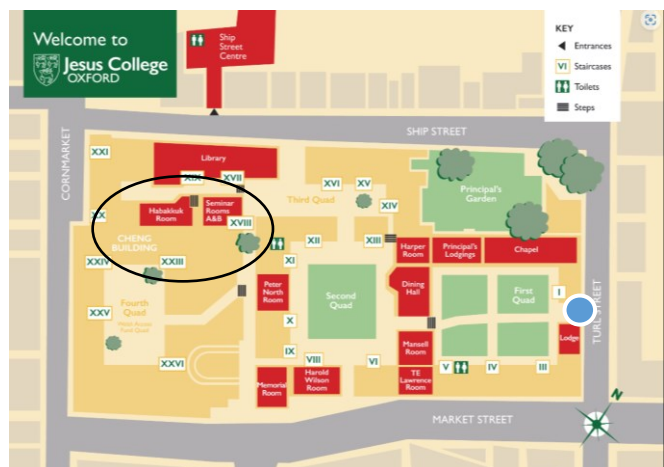 Welcome to
Jesus College
OXFORD
Ship
Street
Centre
KEY
Entrances
VI Staircases
Toilets
Steps
CORNMARKET
SHIP STREET
XXI
Library
XIX
XVII
XVI
XV
Principal's
Garden
Habakkuk
Room
Seminar
Rooms
A&B
Third Quad
XIV
XX
XVIII
CHENG
BUILDING
XII
XIII
Harper
Room
Principal's
Lodgings
Chapel
XXIV
XXIII
XI
Peter
North
Room
Second
Quad
Dining
Hall
First
Quad
I
TURL STREET
Fourth
Quad
XXV
X
Lodge
Mansell
Room
XXVI
IX
VIII
VI
V
IV
III
Memorial
Room
Harold
Wilson
Room
TE
Lawrence
Room
MARKET STREET
N